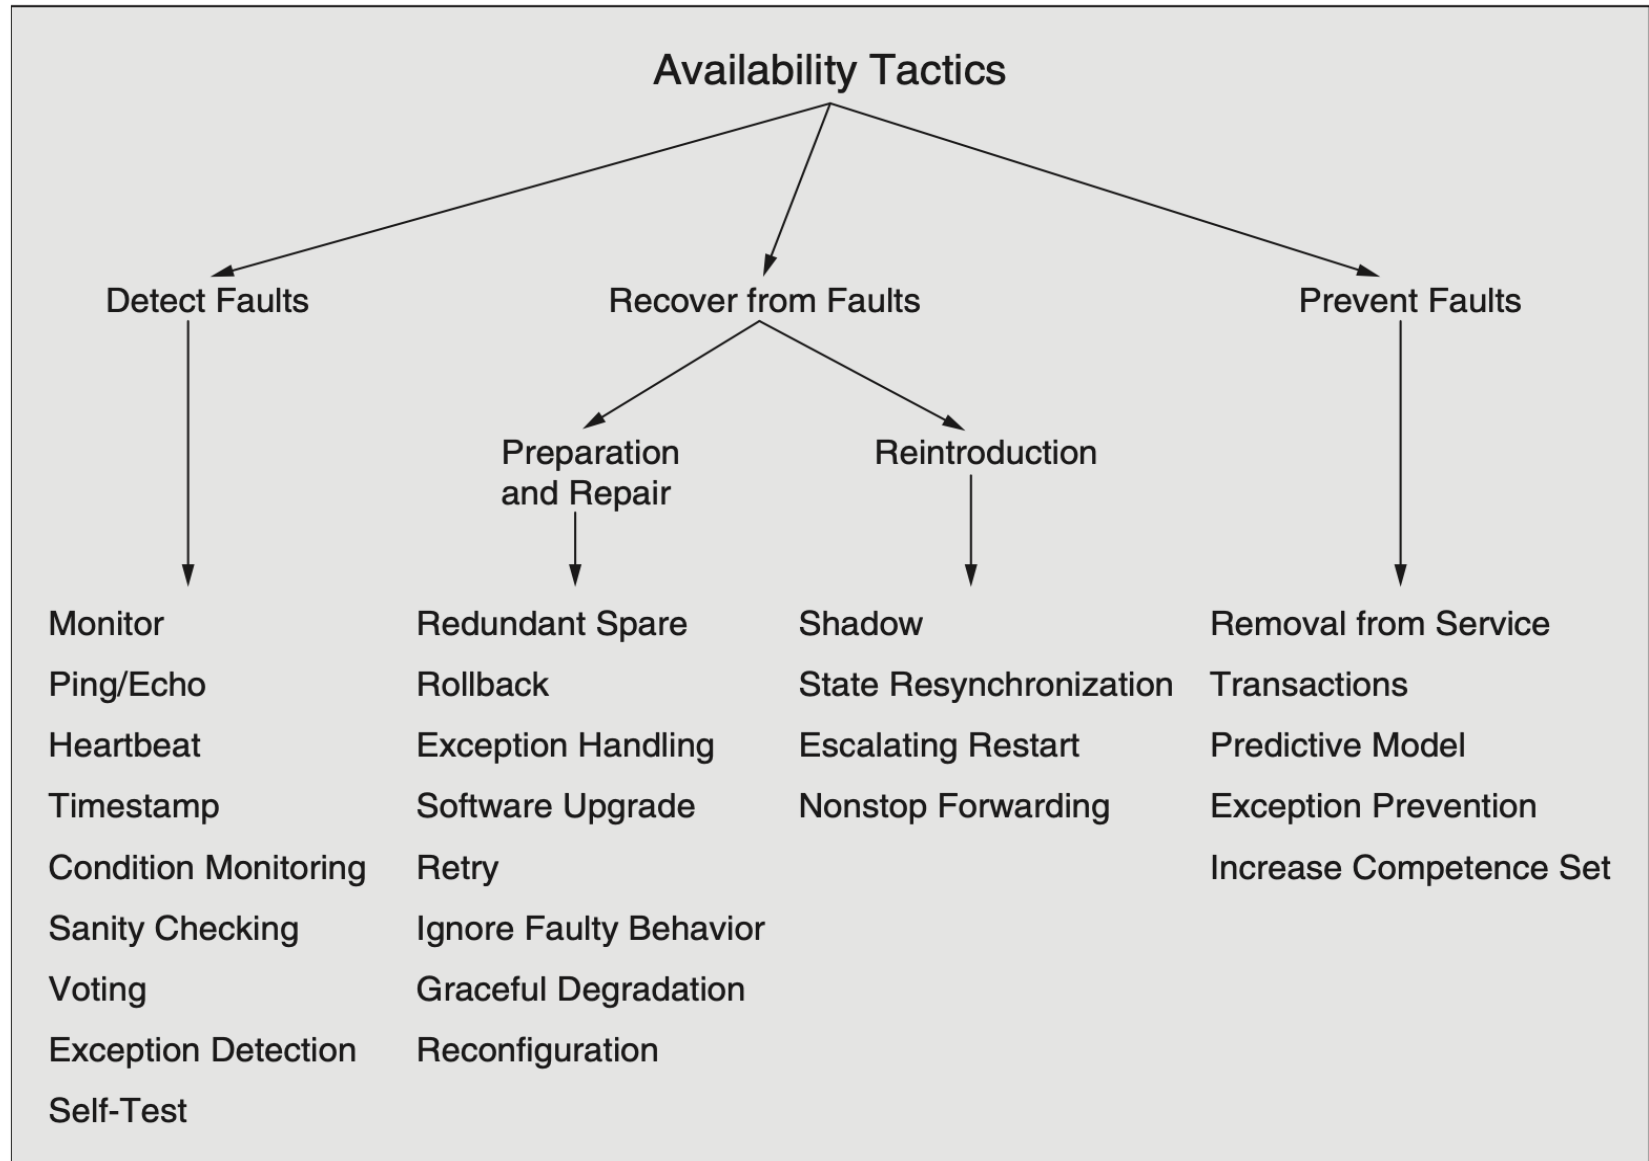 Availability Tactics
Detect Faults
Recover from Faults
Prevent Faults
Preparation
and Repair
Reintroduction
Monitor
Ping/Echo
Heartbeat
Timestamp
Condition Monitoring
Sanity Checking
Voting
Exception Detection
Self-Test
Redundant Spare
Rollback
Exception Handling
Software Upgrade
Retry
Ignore Faulty Behavior
Graceful Degradation
Reconfiguration
Shadow
State Resynchronization
Escalating Restart
Nonstop Forwarding
Removal from Service
Transactions
Predictive Model
Exception Prevention
Increase Competence Set